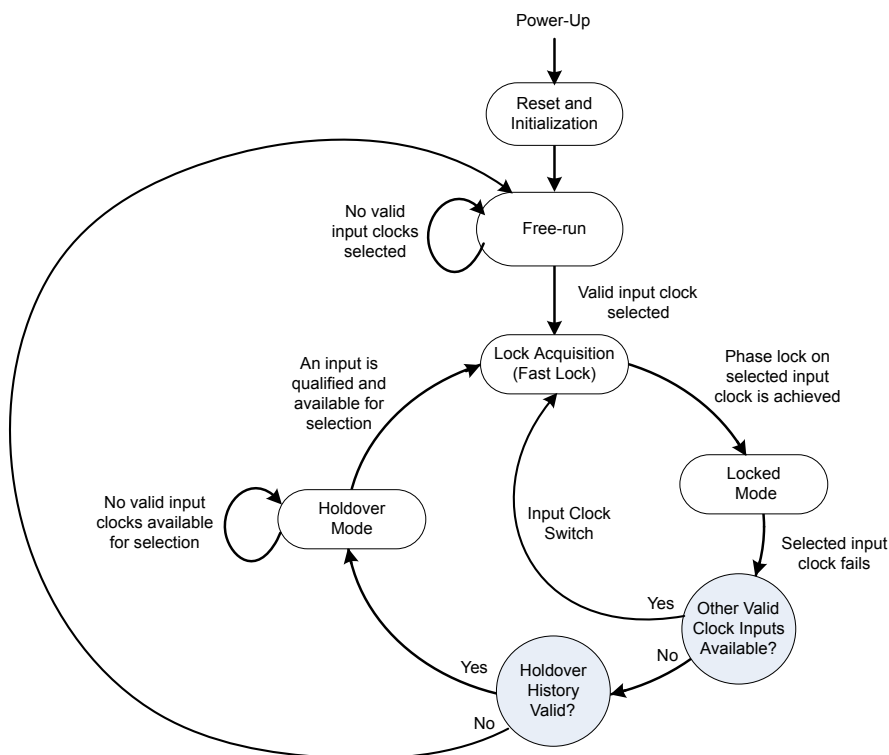 Power-Up
Reset and
Initialization
No valid
input clocks
selected
Free-run
Valid input clock
selected
An input is
qualified and
available for
selection
Lock Acquisition
(Fast Lock)
Phase lock on
selected input
clock is achieved
No valid input
clocks available
for selection
Holdover
Mode
Input Clock
Switch
Locked
Mode
Selected input
clock fails
Yes
Other Valid
Clock Inputs
Available?
No
Yes
Holdover
History
Valid?
No